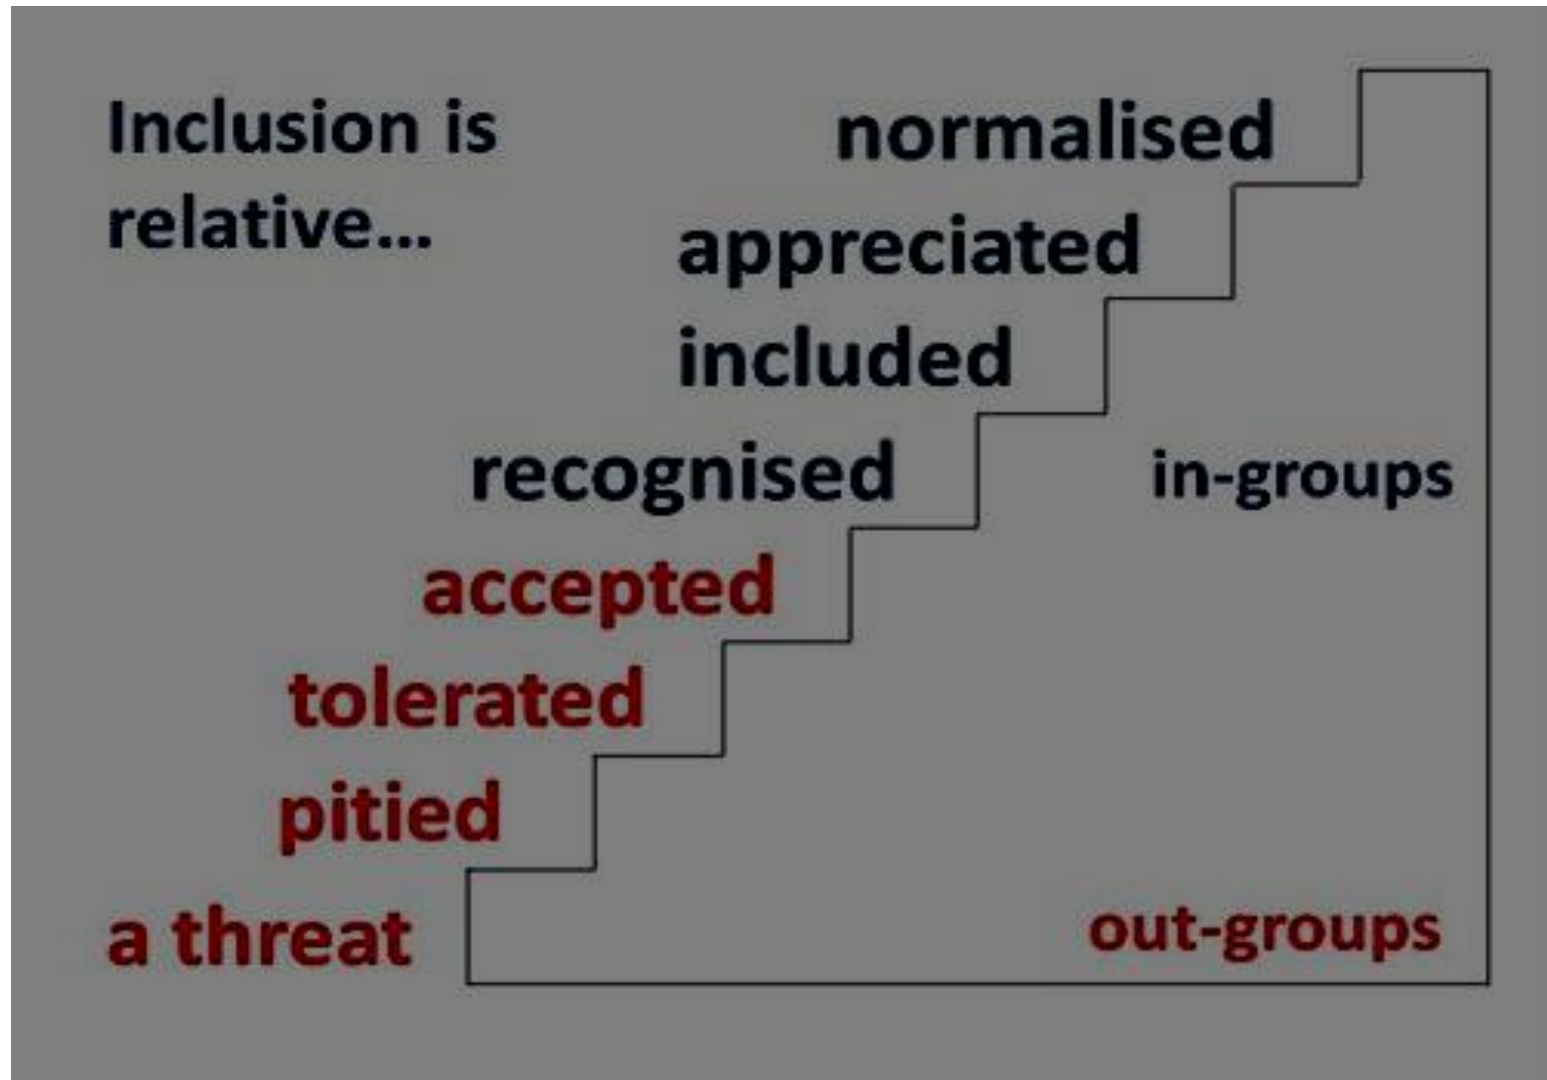 Inclusion is
relative...
normalised
appreciated
included
recognised
in-groups
accepted
tolerated
pitied
a threat
out-groups